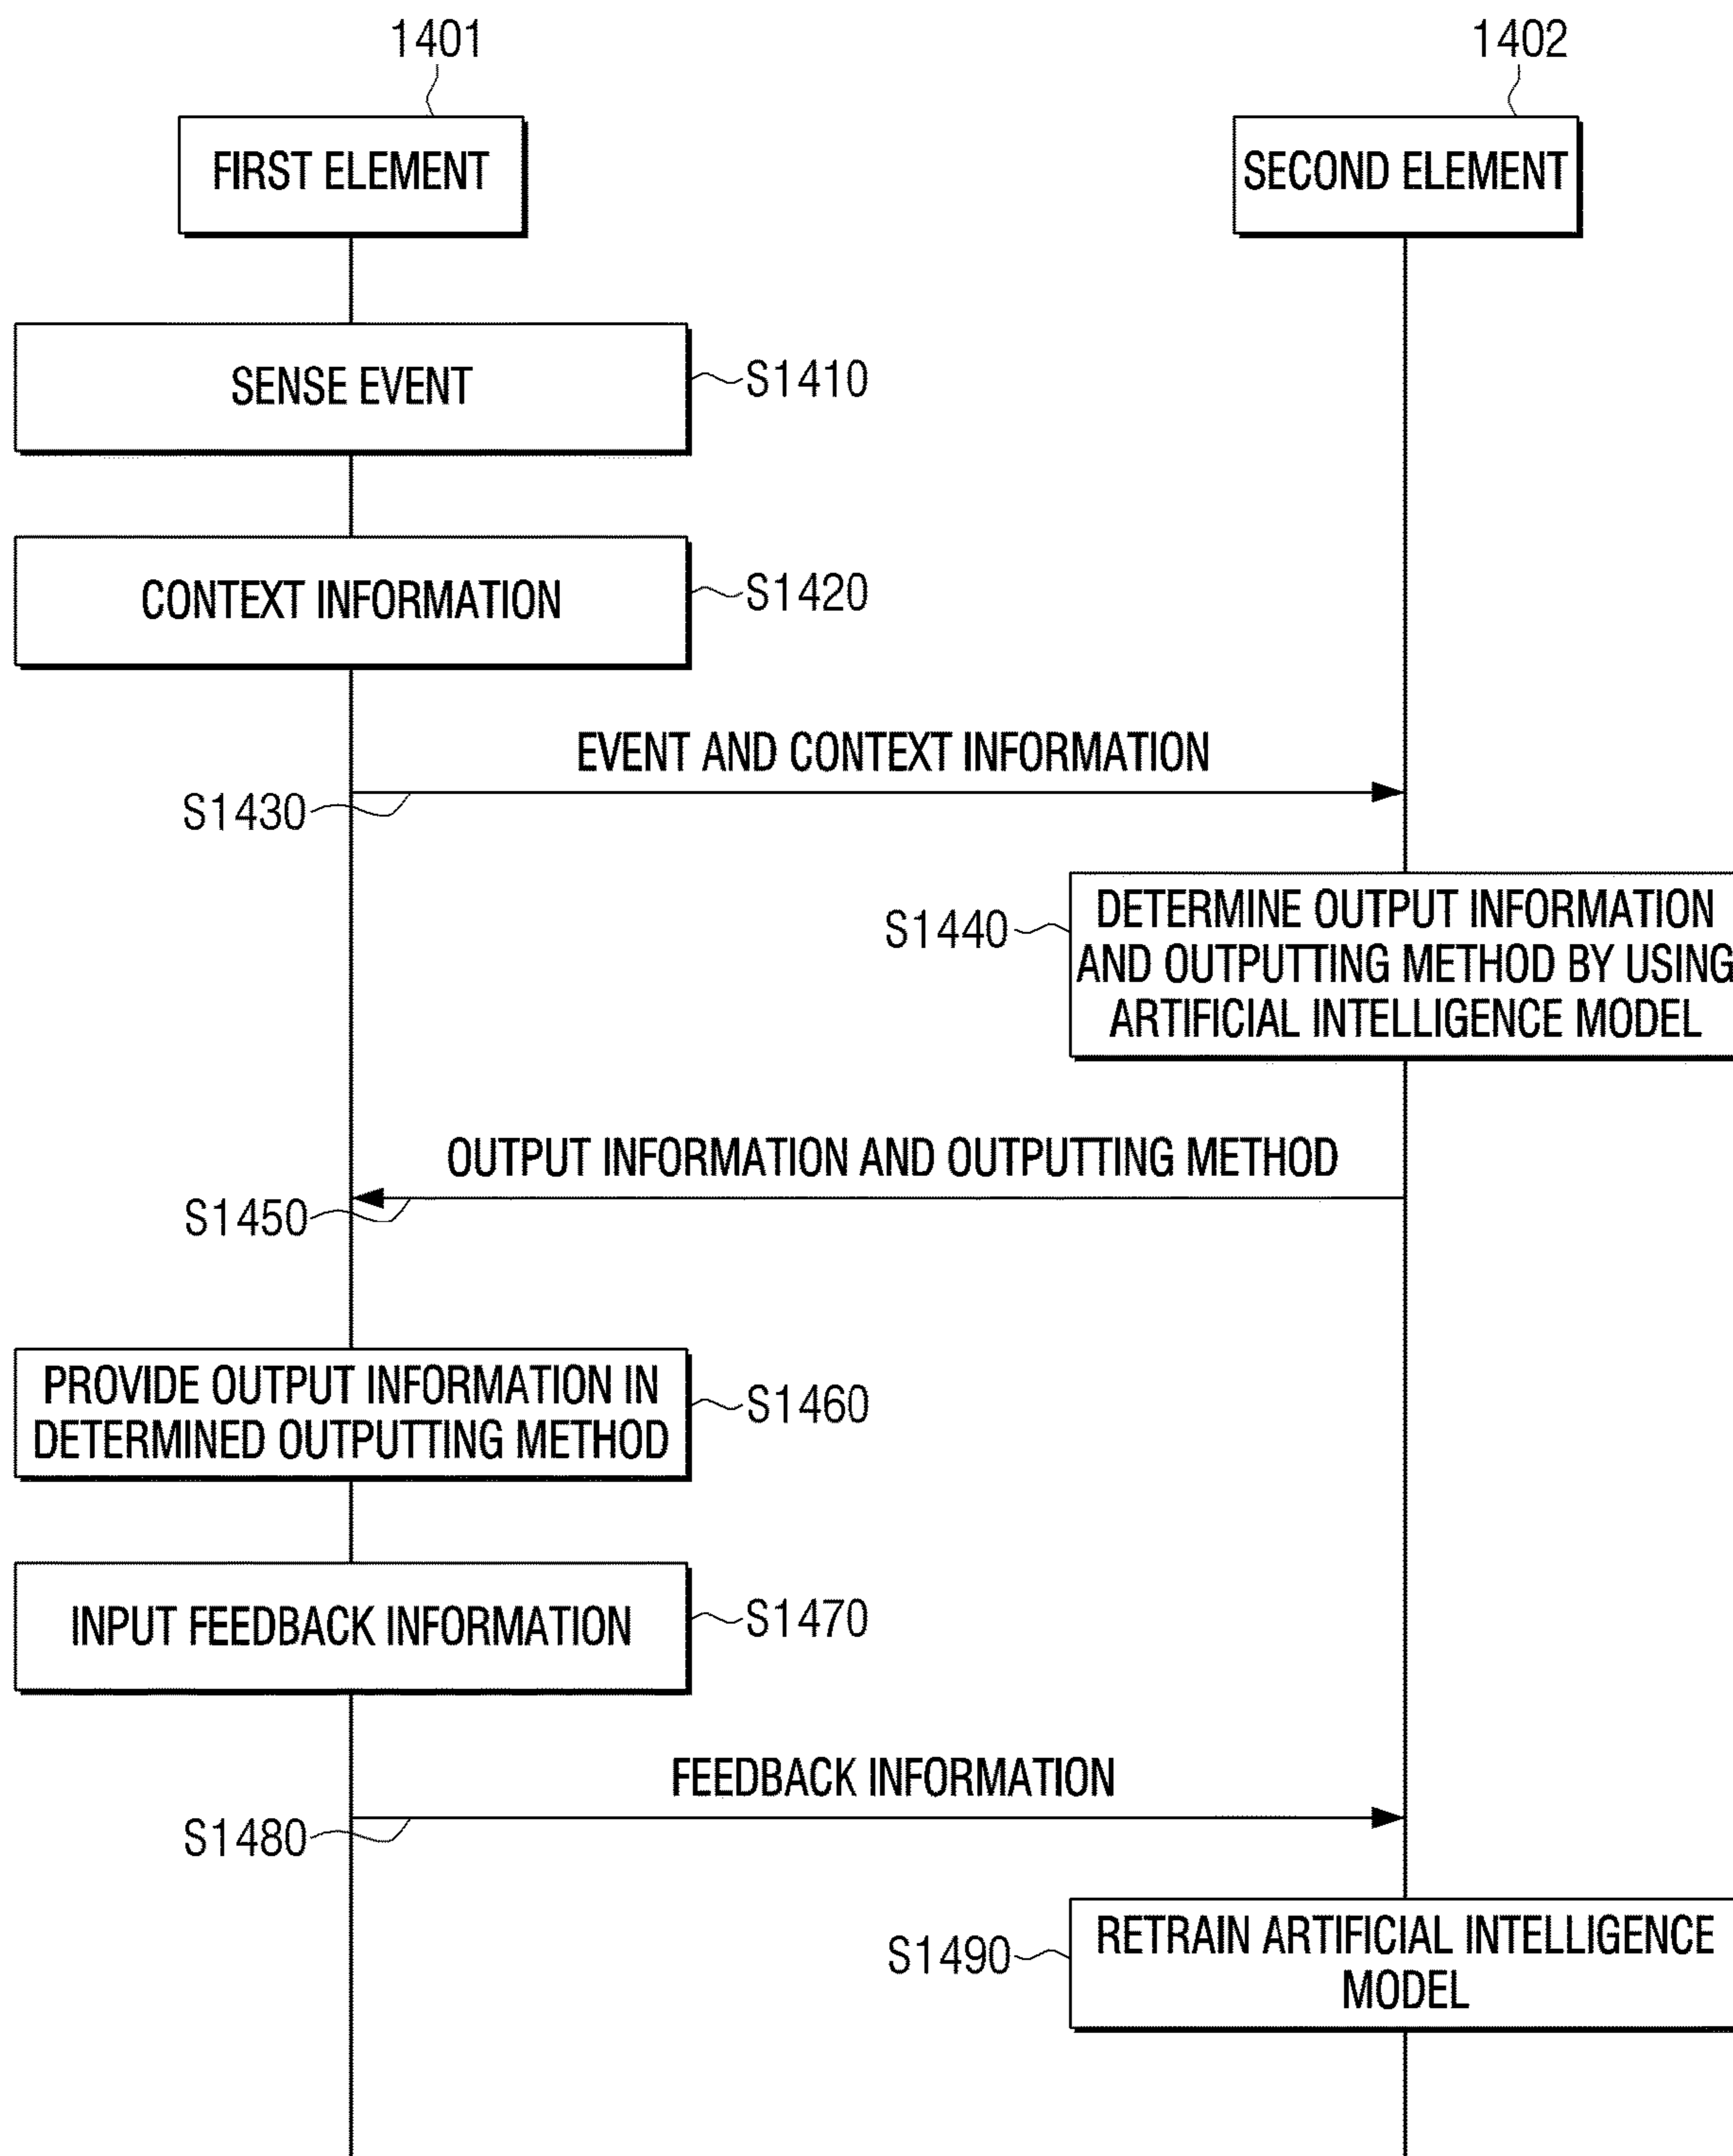 1401
1402
FIRST ELEMENT
SECOND ELEMENT
SENSE EVENT
S1410
CONTEXT INFORMATION
S1420
EVENT AND CONTEXT INFORMATION
S1430
S1440
DETERMINE OUTPUT INFORMATION
AND OUTPUTTING METHOD BY USING
ARTIFICIAL INTELLIGENCE MODEL
OUTPUT INFORMATION AND OUTPUTTING METHOD
S1450
PROVIDE OUTPUT INFORMATION IN
DETERMINED OUTPUTTING METHOD
S1460
INPUT FEEDBACK INFORMATION
S1470
FEEDBACK INFORMATION
S1480
S1490
RETRAIN ARTIFICIAL INTELLIGENCE
MODEL